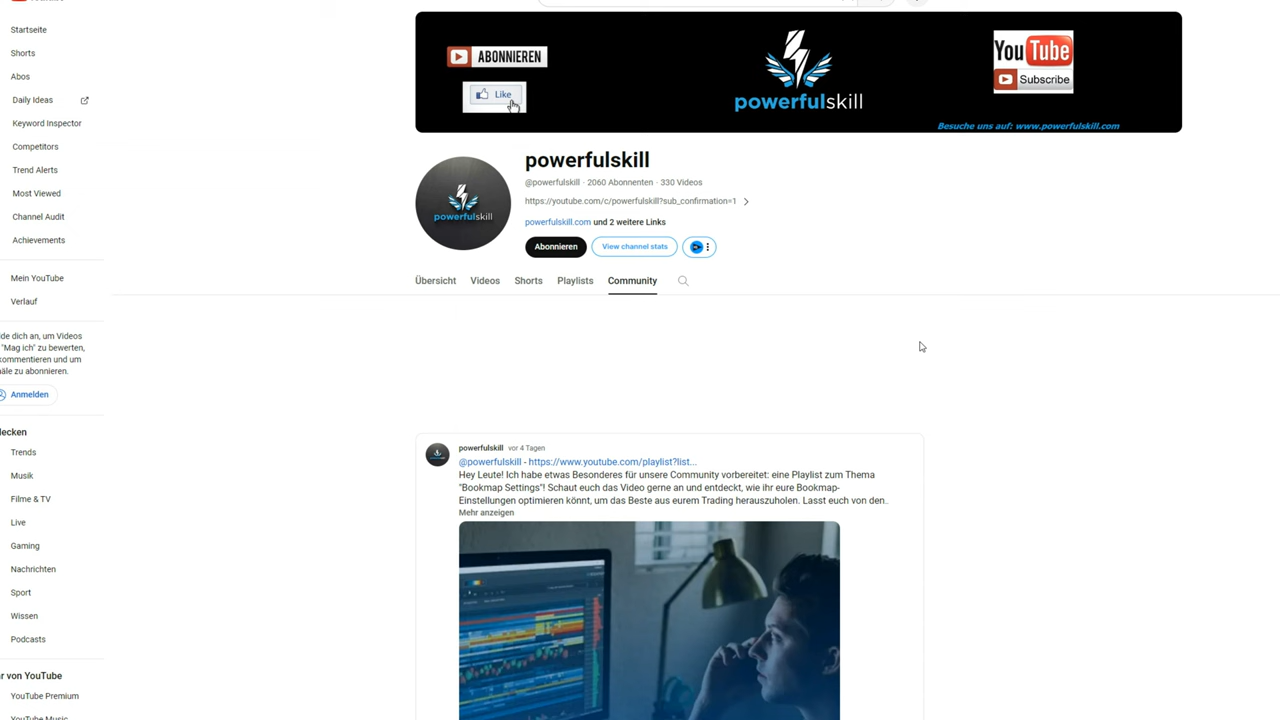 Startseite
Shorts
Abos
Daily Ideas
Keyword Inspector
Competitors
Trend Alerts
Most Viewed
Channel Audit
Achievements
Mein YouTube
Verlauf
lde dich an, um Videos
"Mag ich" zu bewerten,
kommentieren und um
näle zu abonnieren.
Anmelden
decken
Trends
Musik
Filme & TV
Live
Gaming
Nachrichten
Sport
Wissen
Podcasts
r von YouTube
YouTube Premium
YouTube Music
ABONNIEREN
Like
powerfulskill
YouTube
Subscribe
Besuche uns auf: www.powerfulskill.com
powerfulskill
powerfulskill
@powerfulskill · 2060 Abonnenten · 330 Videos
https://youtube.com/c/powerfulskill?sub_confirmation=1
powerfulskill.com und 2 weitere Links
Abonnieren
View channel stats
Übersicht Videos Shorts Playlists Community
powerfulskill vor 4 Tagen
@powerfulskill - https://www.youtube.com/playlist?list...
Hey Leute! Ich habe etwas Besonderes für unsere Community vorbereitet: eine Playlist zum Thema
"Bookmap Settings"! Schaut euch das Video gerne an und entdeckt, wie ihr eure Bookmap-
Einstellungen optimieren könnt, um das Beste aus eurem Trading herauszuholen. Lasst euch von den..
Mehr anzeigen